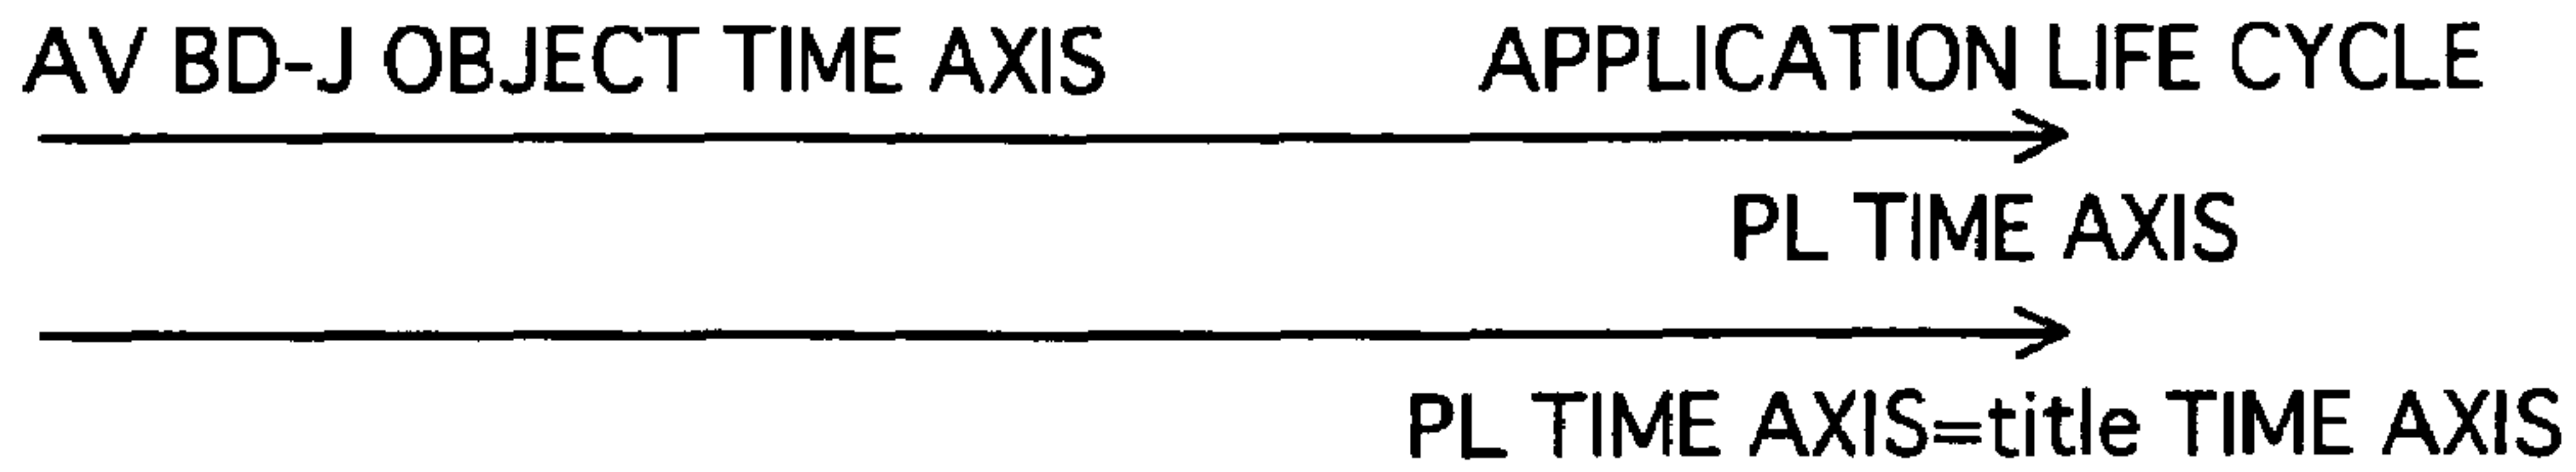 AV BD-J OBJECT TIME AXIS APPLICATION LIFE CYCLE
PL TIME AXIS
PL TIME AXIS=title TIME AXIS